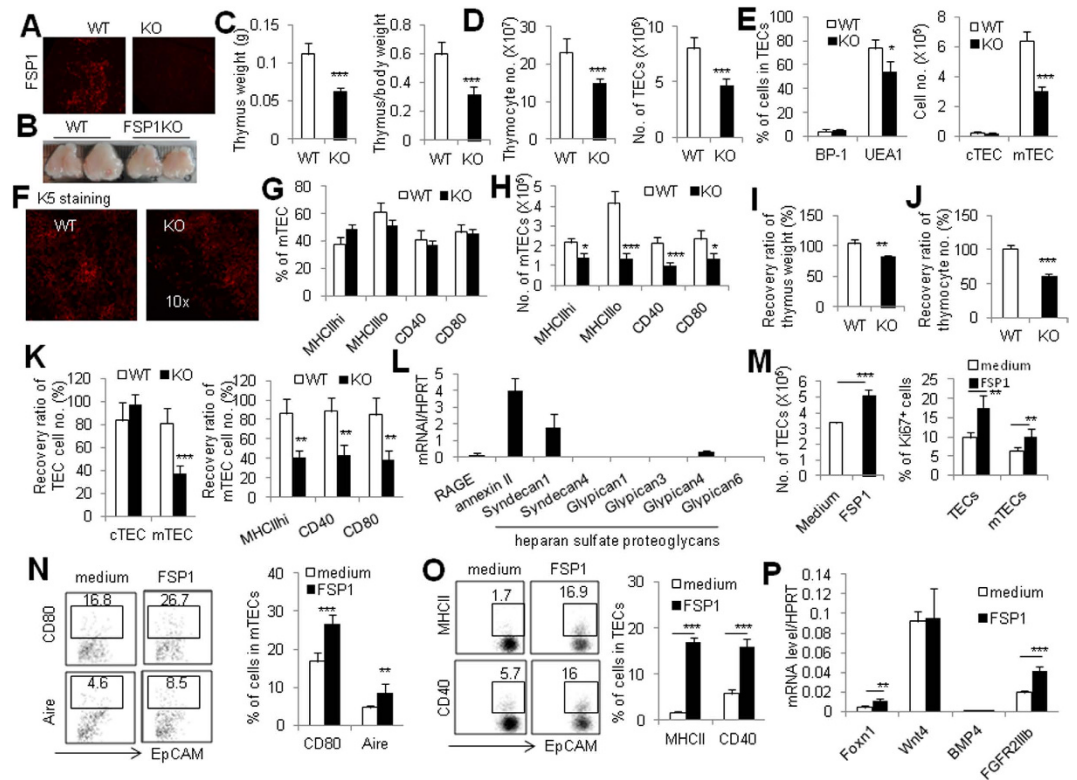 A
WT KO
FSP1
B
WT FSP1KO
C
Thymus weight (g)
0.15
0.1
0.05
0
***
WT KO
Thymus/body weight
0.8
0.6
0.4
0.2
0
***
WT KO
D
Thymocyte no. (X10⁷)
30
25
20
15
10
5
0
***
WT KO
No. of TECs (X10⁵)
10
5
0
***
WT KO
E
% of cells in TECs
WT
KO
100
80
60
40
20
0
*
BP-1 UEA1
Cell no. (X10⁵)
WT
KO
8
6
4
2
0
***
cTEC mTEC
F K5 staining
WT KO
10x
G
WT KO
% of mTEC
80
60
40
20
0
MHCIIhi
MHCIIlo
CD40
CD80
H
WT KO
No. of mTECs (X10⁵)
5
4
3
2
1
0
* *** *** *
MHCIIhi
MHCIIlo
CD40
CD80
I
Recovery ratio of
thymus weight (%)
150
100
50
0
**
WT KO
J
Recovery ratio of
thymocyte no. (%)
150
100
50
0
***
WT KO
K
WT KO
Recovery ratio of
TEC cell no. (%)
120
100
80
60
40
20
0
***
cTEC mTEC
WT KO
Recovery ratio of
mTEC cell no. (%)
120
100
80
60
40
20
0
** ** **
MHCIIhi
CD40
CD80
L
mRNAl/HPRT
5
4
3
2
1
0
RAGE
annexin II
Syndecan1
Syndecan4
Glypican1
Glypican3
Glypican4
Glypican6
heparan sulfate proteoglycans
M
No. of TECs (X10⁵)
6
5
4
3
2
1
0
***
Medium
FSP1
medium
FSP1
% of Ki67⁺ cells
25
20
15
10
5
0
** **
TECs
mTECs
N
medium FSP1
CD80
16.8 26.7
Aire
4.6 8.5
EpCAM
medium
FSP1
% of cells in mTECs
40
30
20
10
0
*** **
CD80 Aire
O
medium FSP1
MHCII
1.7 16.9
CD40
5.7 16
EpCAM
medium
FSP1
% of cells in TECs
30
20
10
0
*** ***
MHCII CD40
P
mRNA level/HPRT
0.14
0.12
0.1
0.08
0.06
0.04
0.02
0
medium
FSP1
** ***
Foxn1
Wnt4
BMP4
FGFR2IIIb